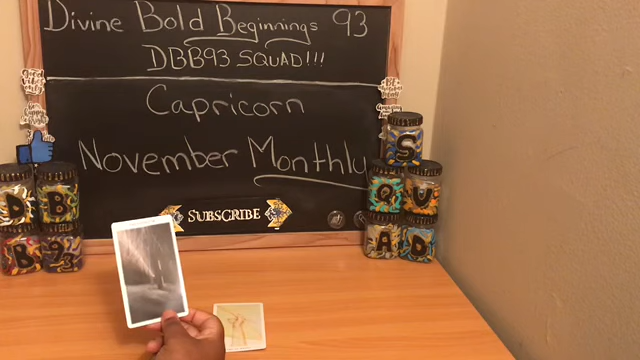 Divine Bold Beginnings 93
DBB93 SQUAD!!!
Capricorn
November Monthly
SUBSCRIBE
S
D B
Q U
B 93
A D